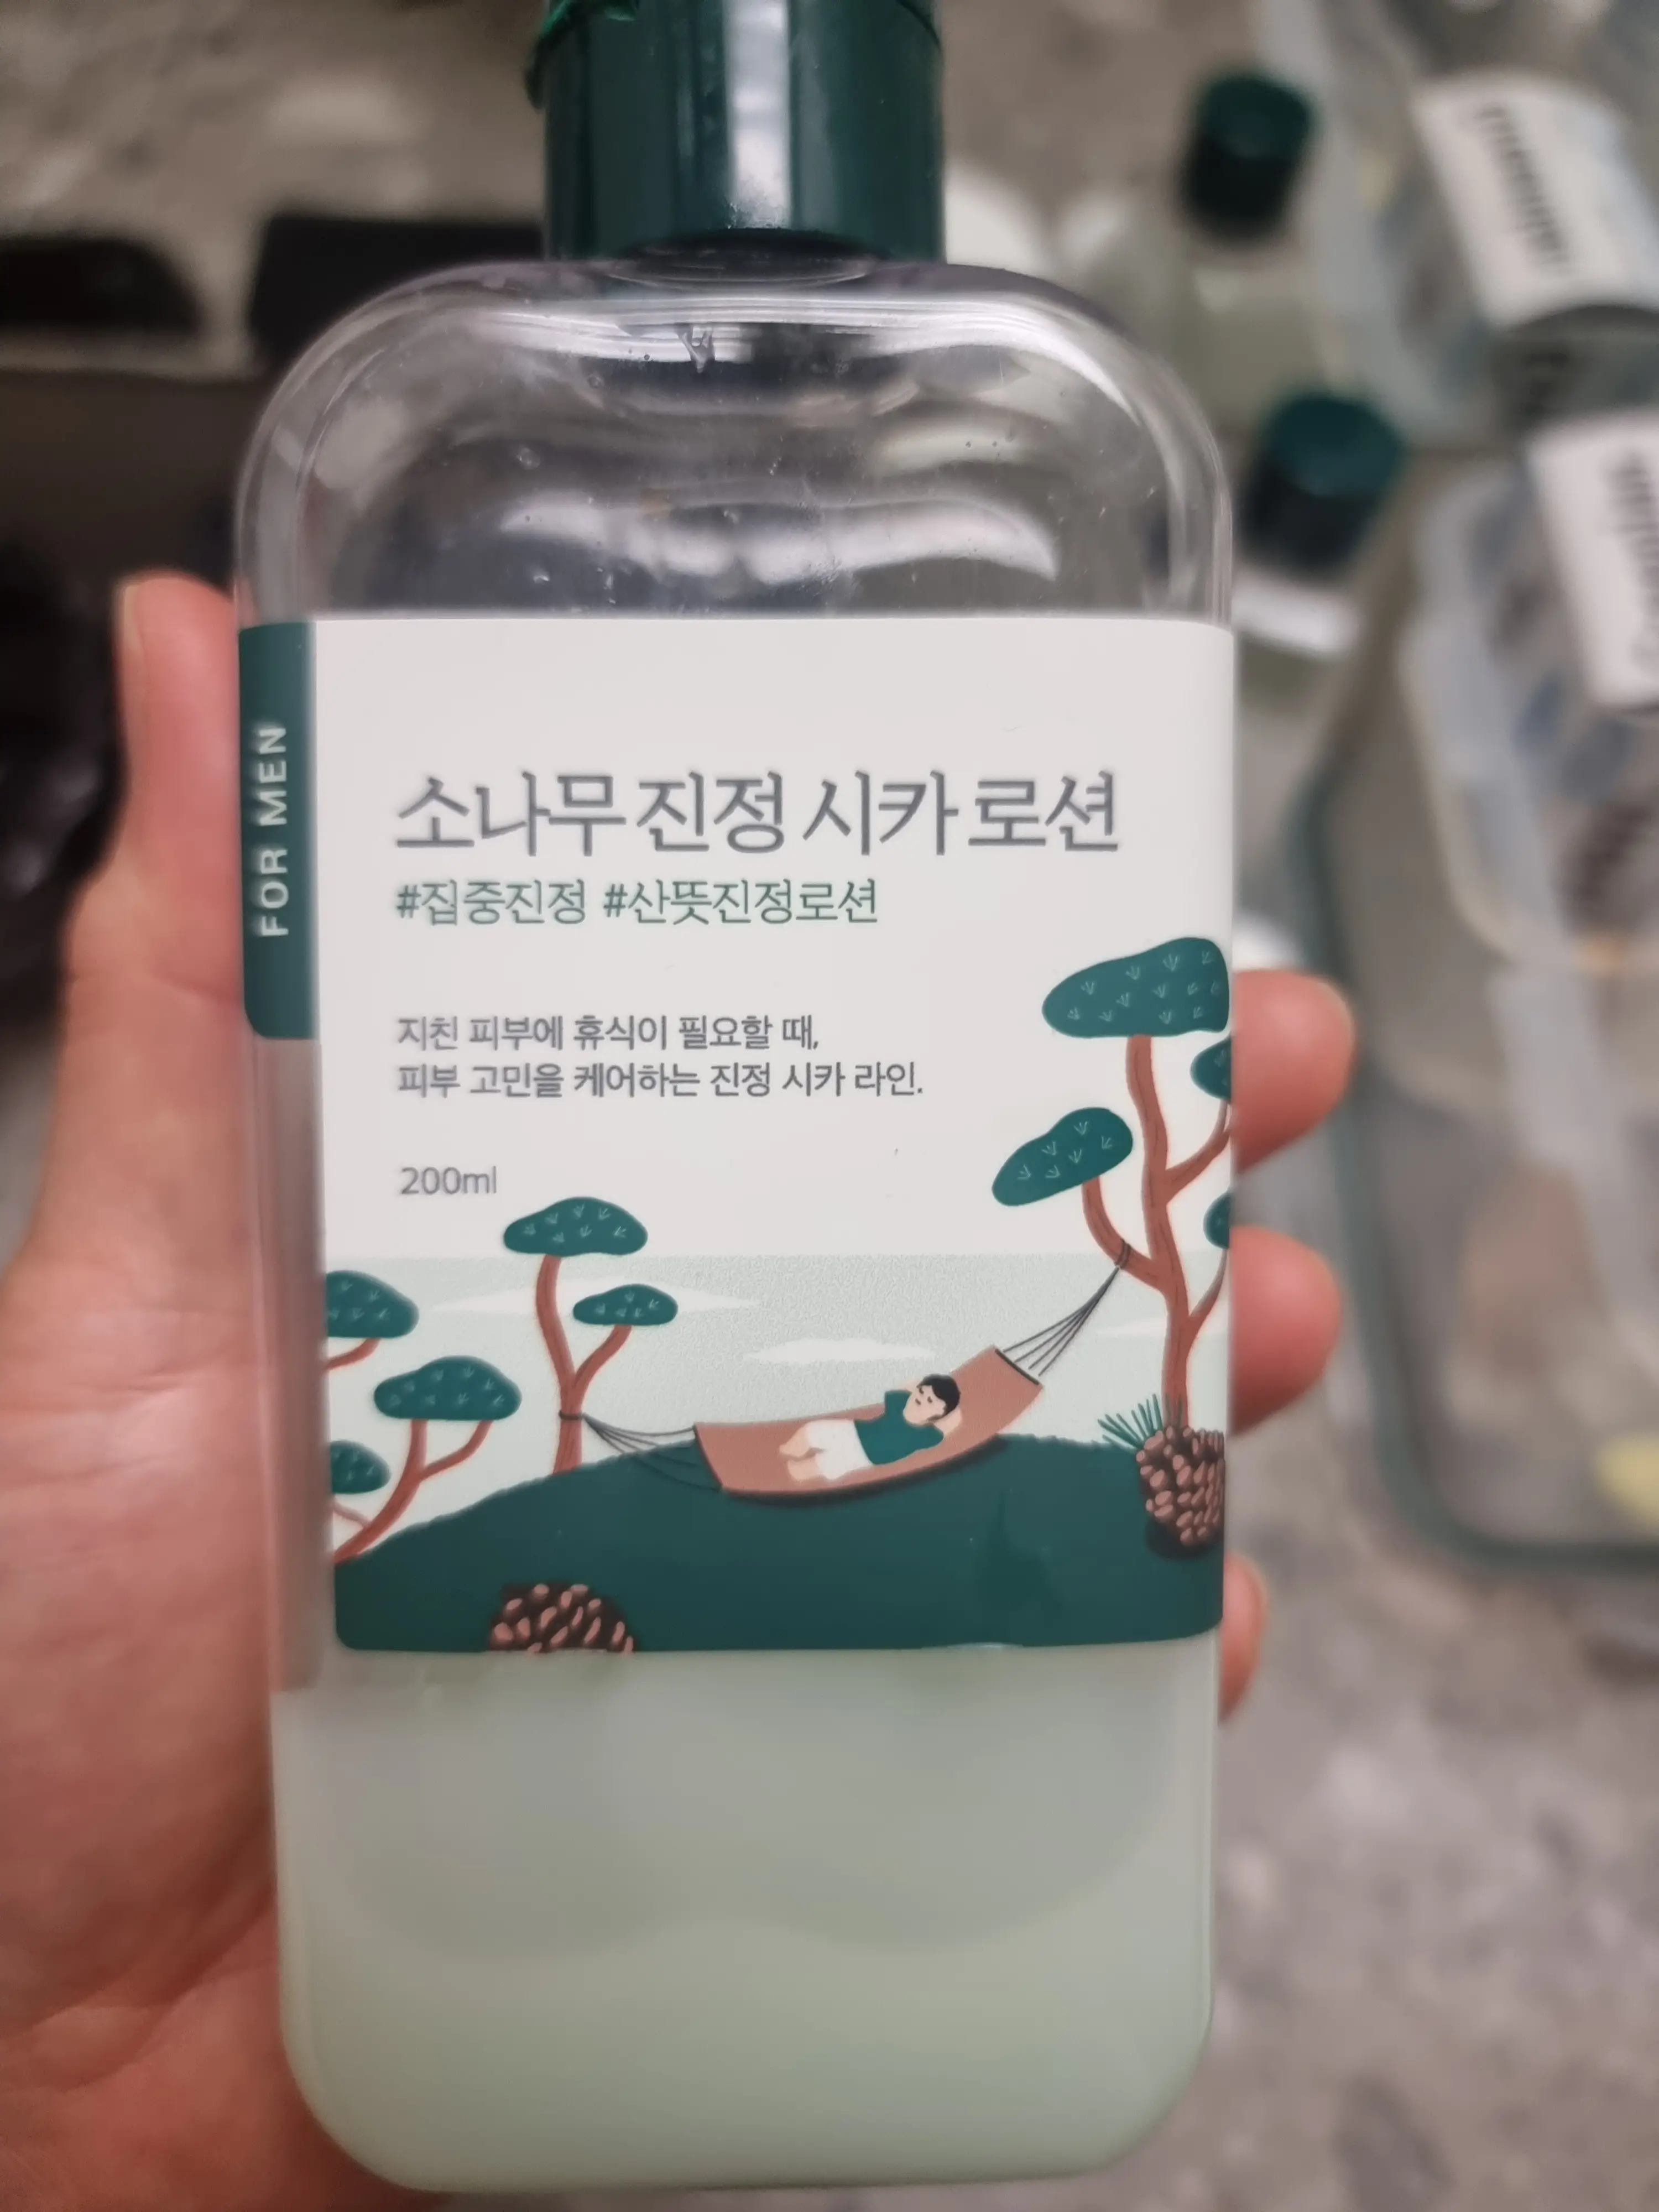 FOR MEN
소나무 진정 시카 로션
#집중진정 #산뜻진정로션
지친 피부에 휴식이 필요할 때,
피부 고민을 케어하는 진정 시카 라인.
200ml